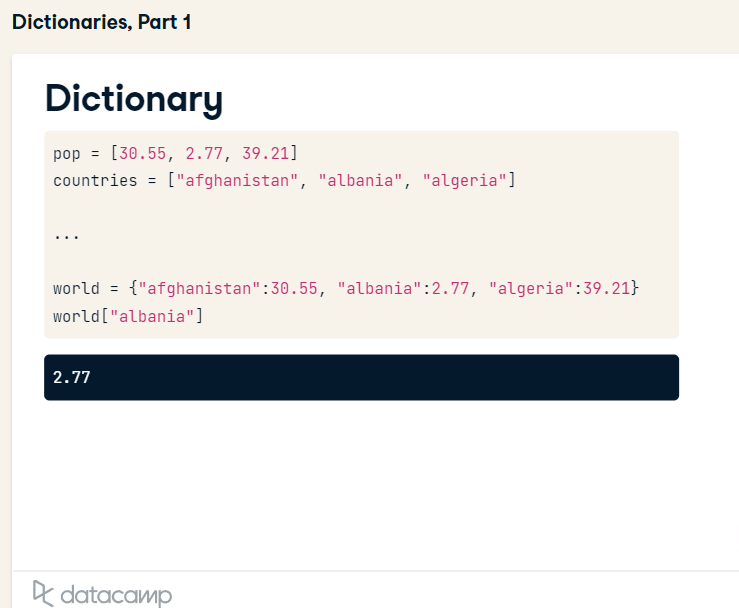 Dictionaries, Part 1
Dictionary
pop = [30.55, 2.77, 39.21]
countries = ["afghanistan", "albania", "algeria"]
...
world = {"afghanistan":30.55, "albania":2.77, "algeria":39.21}
world["albania"]
2.77
datacamp